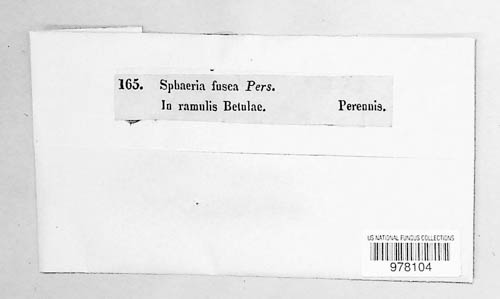 165. Sphaeria fusca Pers.
In ramulis Betulae. Perennis.
US NATIONAL FUNGUS COLLECTIONS
978104